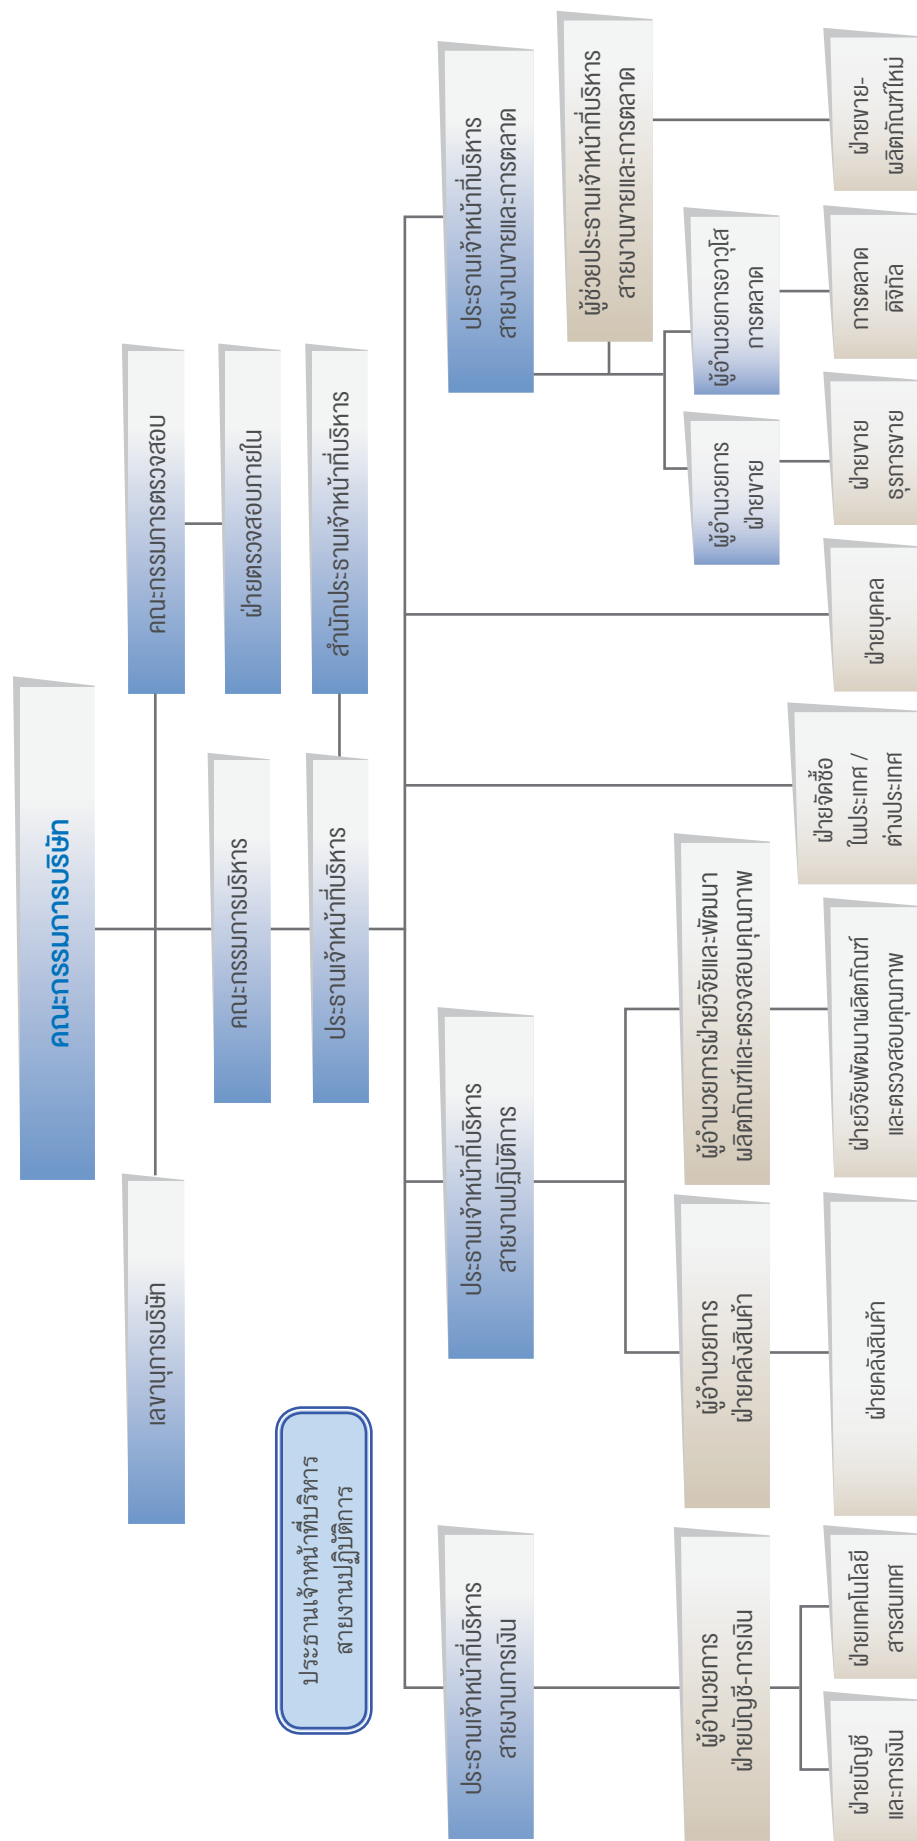 คณะกรรมการบริษัท
เลขานุการบริษัท
คณะกรรมการตรวจสอบ
คณะกรรมการบริหาร
ฝ่ายตรวจสอบภายใน
ประธานเจ้าหน้าที่บริหาร
สายงานปฏิบัติการ
ประธานเจ้าหน้าที่บริหาร
สำนักประธานเจ้าหน้าที่บริหาร
ประธานเจ้าหน้าที่บริหาร
สายงานการเงิน
ประธานเจ้าหน้าที่บริหาร
สายงานปฏิบัติการ
ประธานเจ้าหน้าที่บริหาร
สายงานขายและการตลาด
ผู้ช่วยประธานเจ้าหน้าที่บริหาร
สายงานขายและการตลาด
ผู้อำนวยการ
ฝ่ายบัญชี-การเงิน
ผู้อำนวยการ
ฝ่ายคลังสินค้า
ผู้อำนวยการฝ่ายวิจัยและพัฒนา
ผลิตภัณฑ์และตรวจสอบคุณภาพ
ผู้อำนวยการ
ฝ่ายขาย
ผู้อำนวยการอาวุโส
การตลาด
ฝ่ายบัญชี
และการเงิน
ฝ่ายเทคโนโลยี
สารสนเทศ
ฝ่ายคลังสินค้า
ฝ่ายวิจัยพัฒนาผลิตภัณฑ์
และตรวจสอบคุณภาพ
ฝ่ายจัดซื้อ
ในประเทศ /
ต่างประเทศ
ฝ่ายบุคคล
ฝ่ายขาย
ธุรการขาย
การตลาด
ดิจิทัล
ฝ่ายขาย-
ผลิตภัณฑ์ใหม่